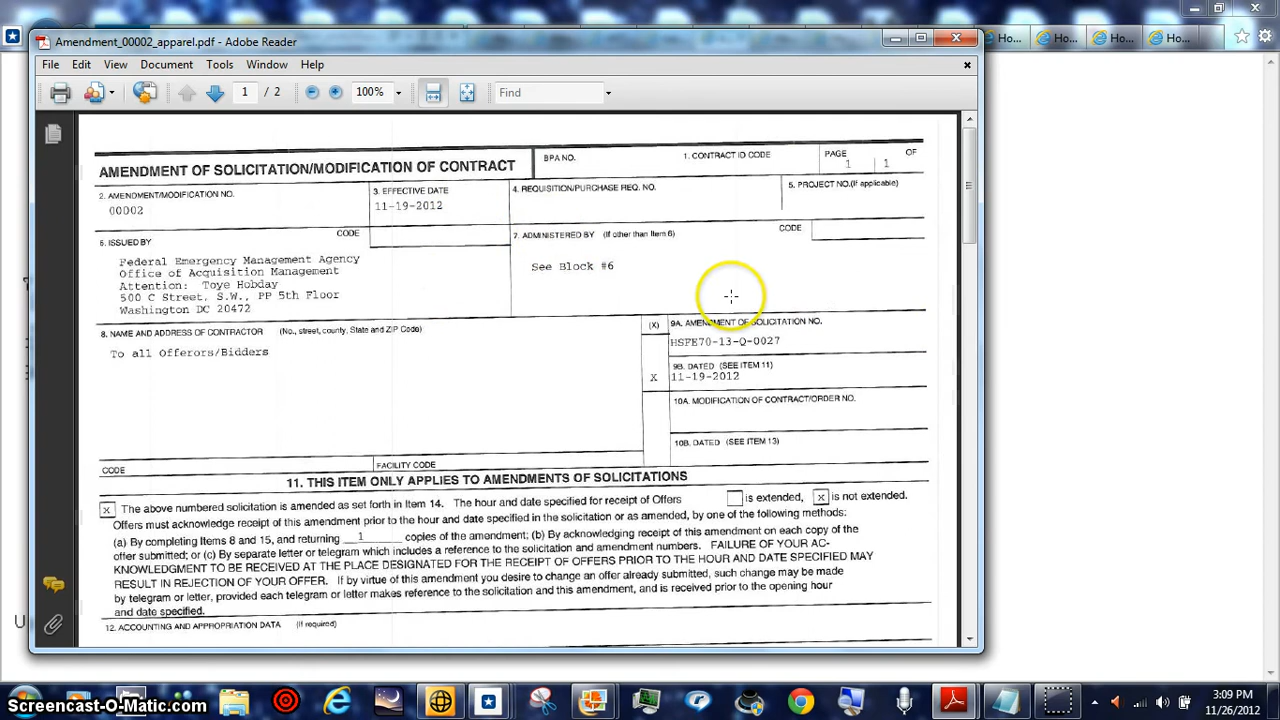 Amendment_00002_apparel.pdf - Adobe Reader
Ho...
Ho...
Ho...
Ho...
File Edit View Document Tools Window Help
1 / 2 100% Find
AMENDMENT OF SOLICITATION/MODIFICATION OF CONTRACT
BPA NO.
1. CONTRACT ID CODE
PAGE OF
1 1
2. AMENDMENT/MODIFICATION NO.
00002
3. EFFECTIVE DATE
11-19-2012
4. REQUISITION/PURCHASE REQ. NO.
5. PROJECT NO.(If applicable)
6. ISSUED BY
CODE
Federal Emergency Management Agency
Office of Acquisition Management
Attention: Toye Hobday
500 C Street, S.W., PP 5th Floor
Washington DC 20472
7. ADMINISTERED BY (If other than Item 6)
CODE
See Block #6
8. NAME AND ADDRESS OF CONTRACTOR (No., street, county, State and ZIP Code)
To all Offerors/Bidders
(X)
9A. AMENDMENT OF SOLICITATION NO.
HSFE70-13-Q-0027
9B. DATED (SEE ITEM 11)
X 11-19-2012
10A. MODIFICATION OF CONTRACT/ORDER NO.
10B. DATED (SEE ITEM 13)
CODE
FACILITY CODE
11. THIS ITEM ONLY APPLIES TO AMENDMENTS OF SOLICITATIONS
x The above numbered solicitation is amended as set forth in Item 14. The hour and date specified for receipt of Offers is extended, x is not extended.
Offers must acknowledge receipt of this amendment prior to the hour and date specified in the solicitation or as amended, by one of the following methods:
(a) By completing Items 8 and 15, and returning 1 copies of the amendment; (b) By acknowledging receipt of this amendment on each copy of the
offer submitted; or (c) By separate letter or telegram which includes a reference to the solicitation and amendment numbers. FAILURE OF YOUR AC-
KNOWLEDGMENT TO BE RECEIVED AT THE PLACE DESIGNATED FOR THE RECEIPT OF OFFERS PRIOR TO THE HOUR AND DATE SPECIFIED MAY
RESULT IN REJECTION OF YOUR OFFER. If by virtue of this amendment you desire to change an offer already submitted, such change may be made
by telegram or letter, provided each telegram or letter makes reference to the solicitation and this amendment, and is received prior to the opening hour
and date specified.
12. ACCOUNTING AND APPROPRIATION DATA (If required)
U
Screencast-O-Matic.com
3:09 PM
11/26/2012